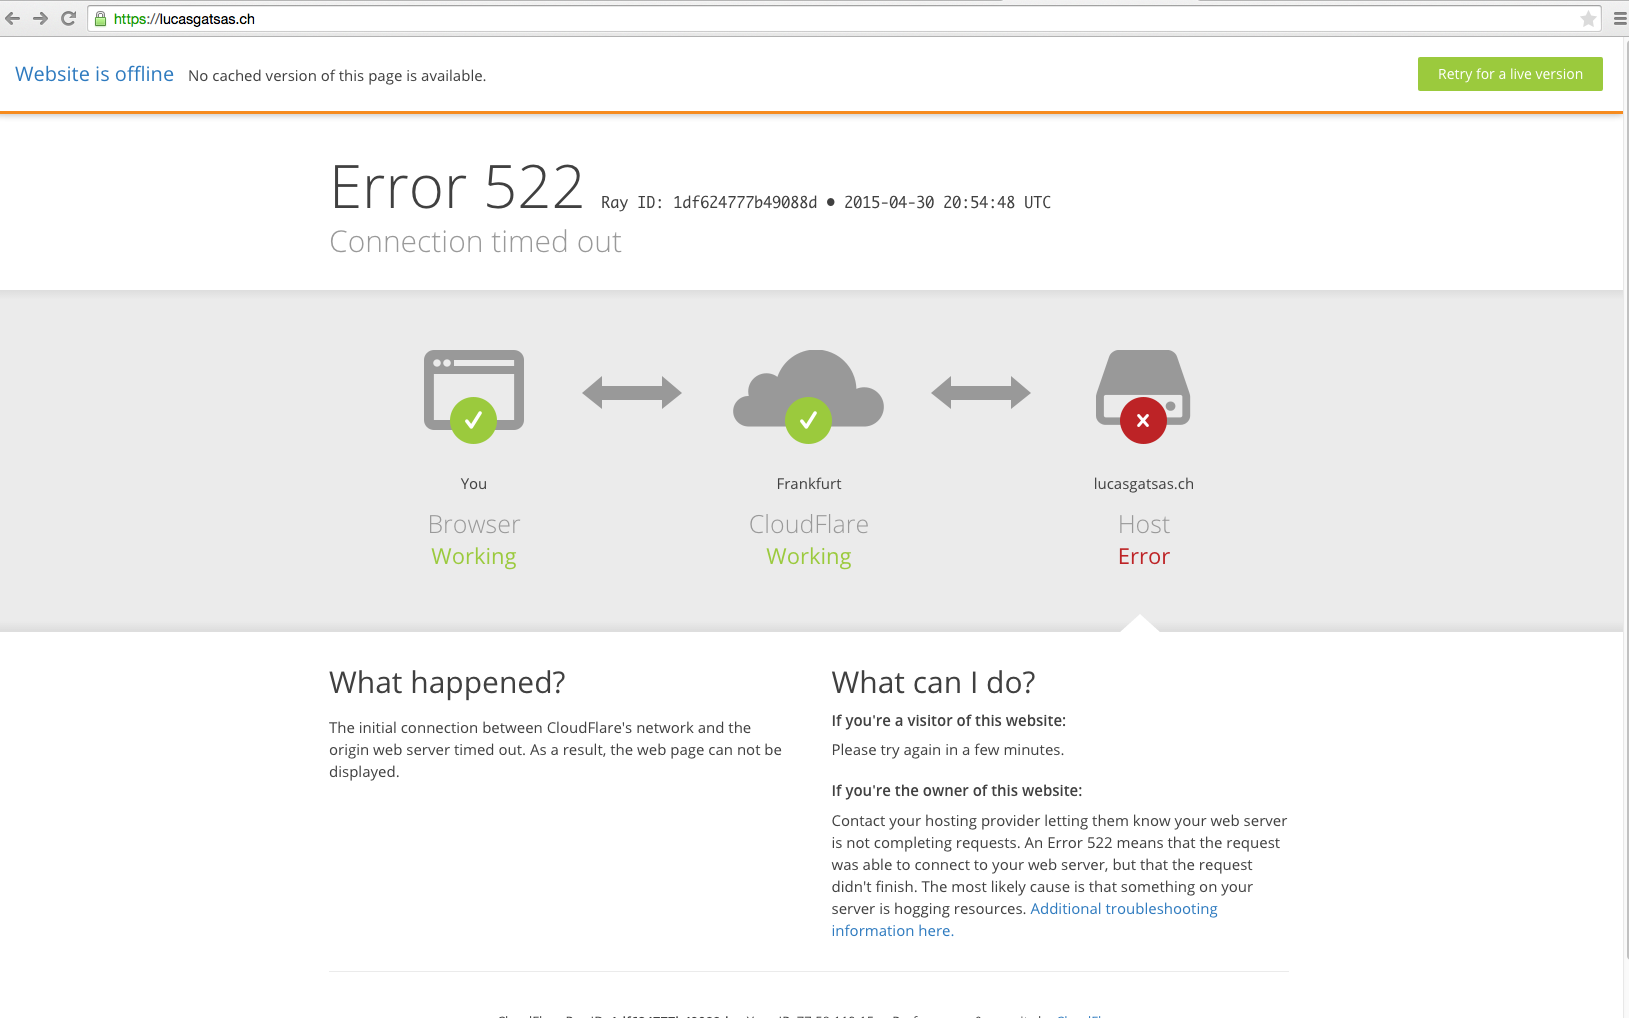 https://lucasgatsas.ch
Website is offline No cached version of this page is available.
Retry for a live version
Error 522 Ray ID: 1df624777b49088d • 2015-04-30 20:54:48 UTC
Connection timed out
You
Browser
Working
Frankfurt
CloudFlare
Working
lucasgatsas.ch
Host
Error
What happened?
The initial connection between CloudFlare's network and the
origin web server timed out. As a result, the web page can not be
displayed.
What can I do?
If you're a visitor of this website:
Please try again in a few minutes.
If you're the owner of this website:
Contact your hosting provider letting them know your web server
is not completing requests. An Error 522 means that the request
was able to connect to your web server, but that the request
didn't finish. The most likely cause is that something on your
server is hogging resources. Additional troubleshooting
information here.